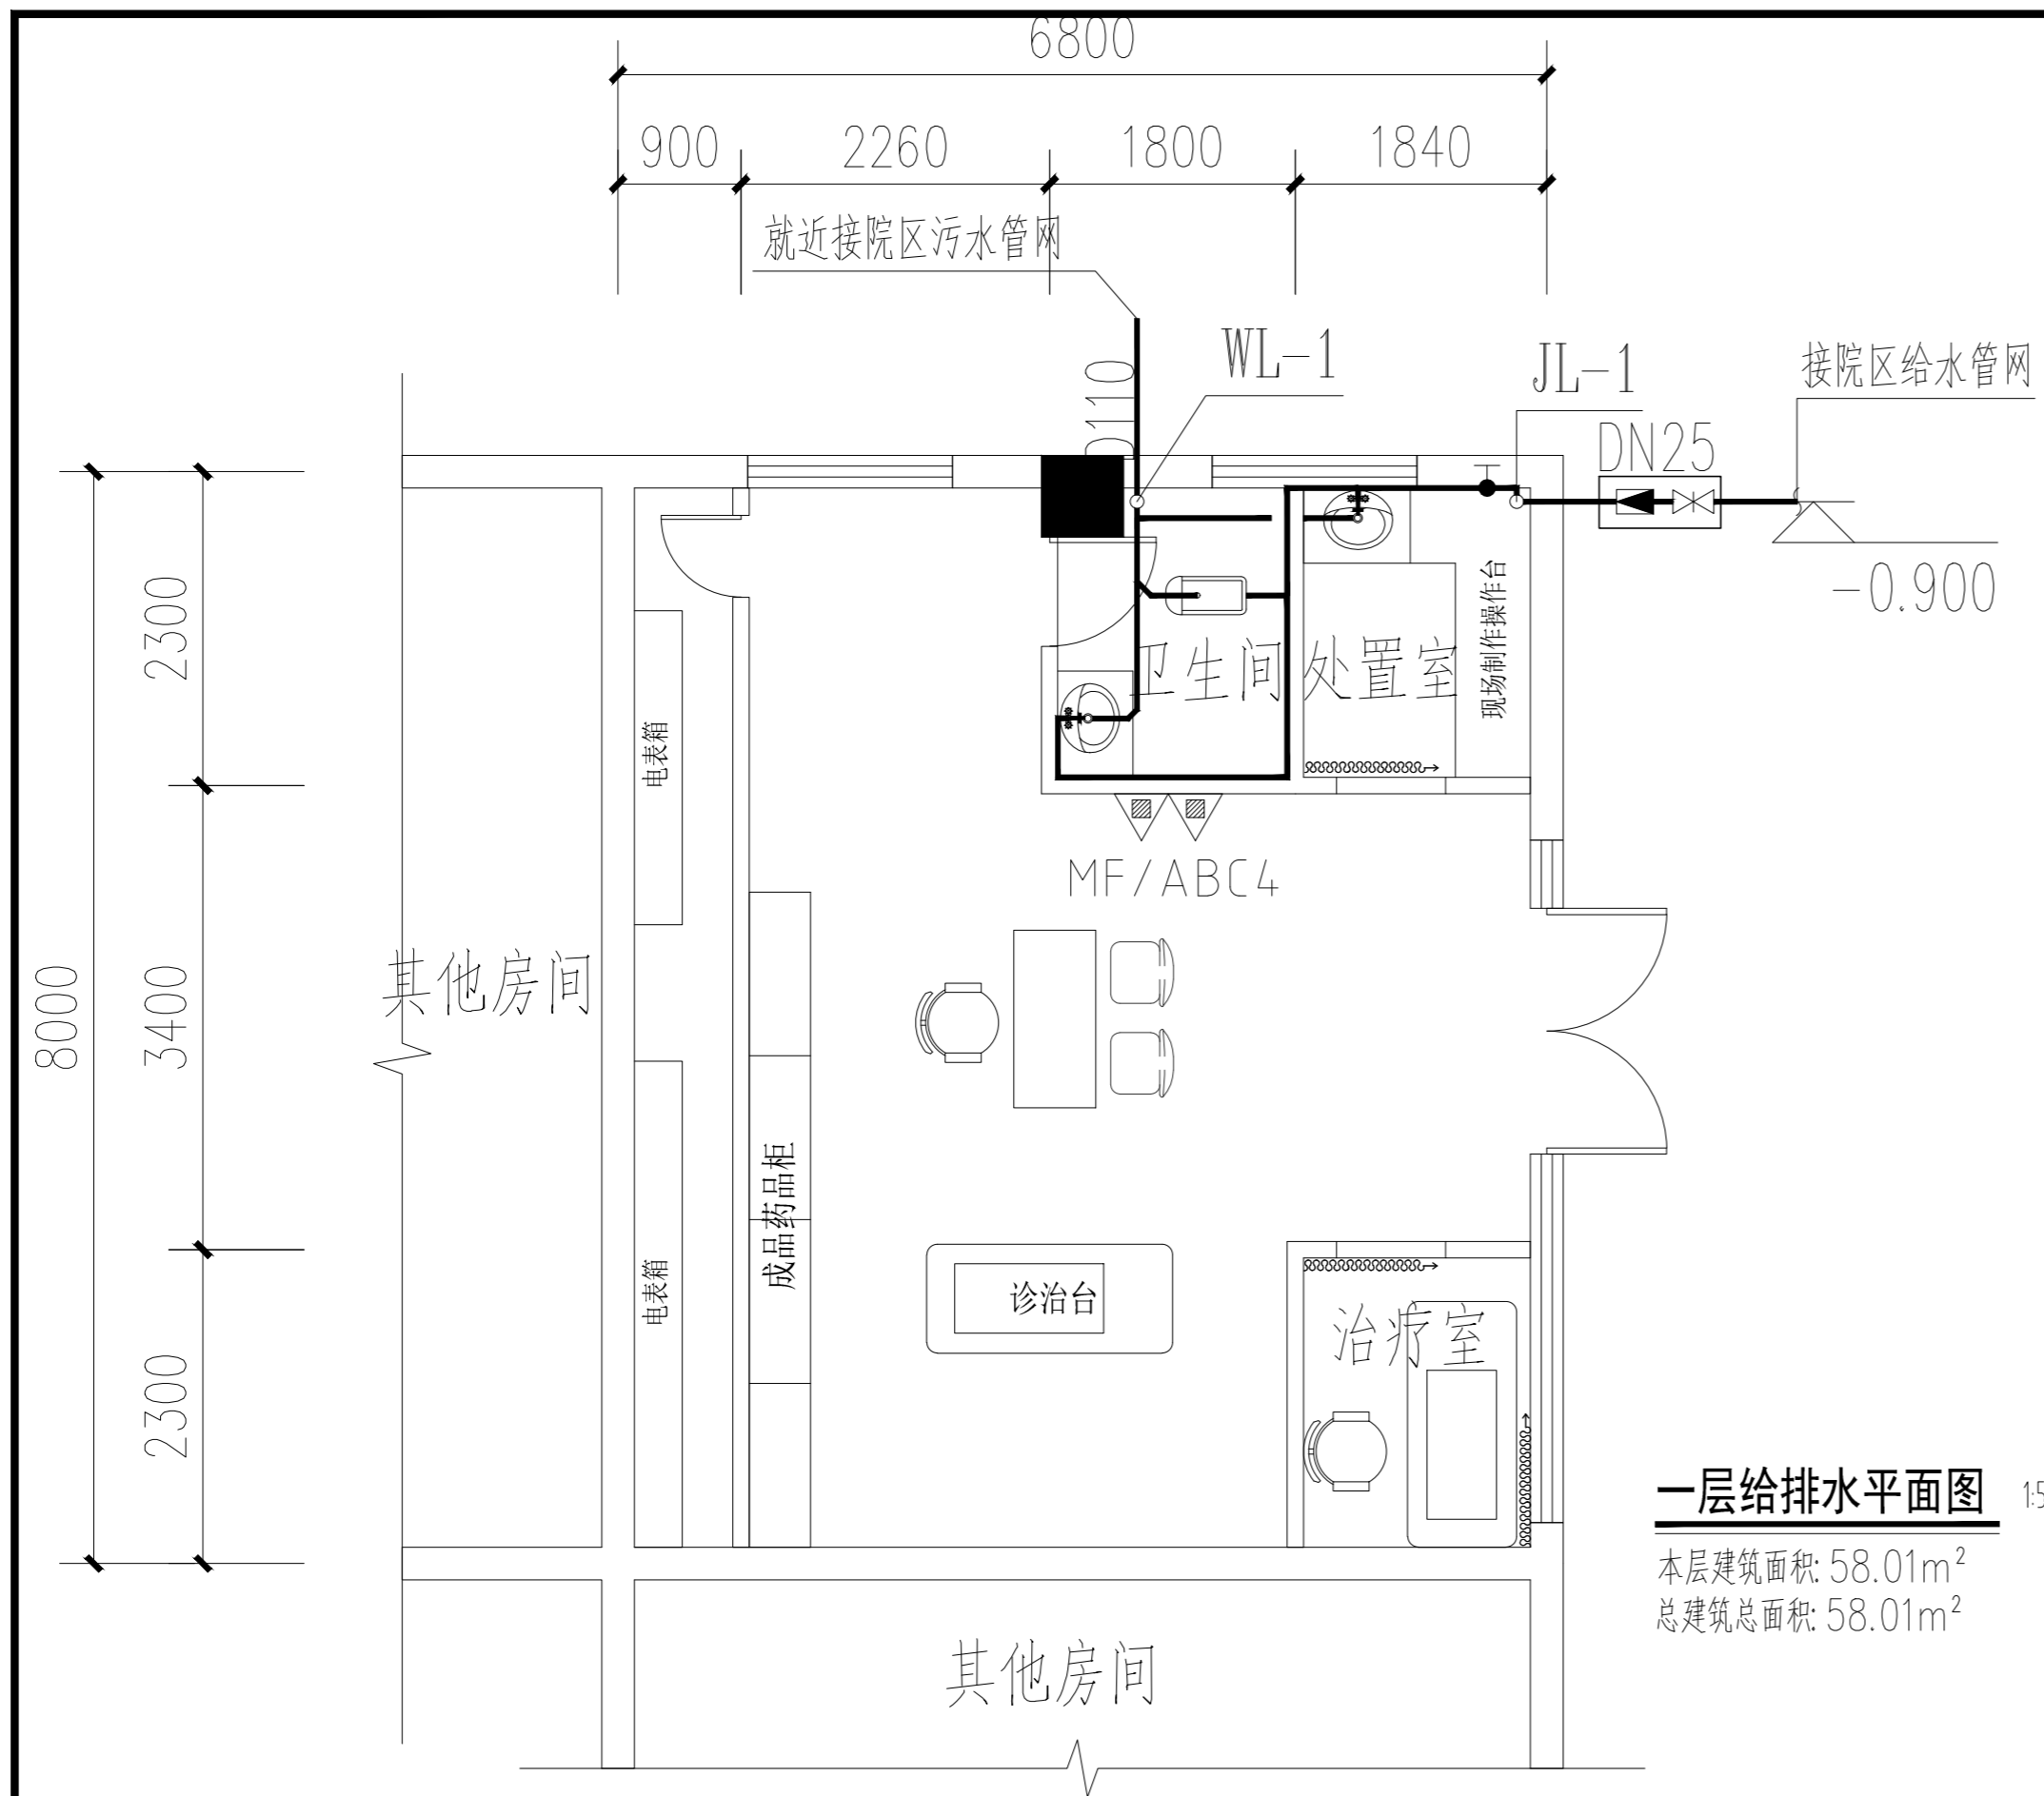 6800
900
2260
1800
1840
就近接院区污水管网
WL-1
JL-1
接院区给水管网
DN25
-0.900
2300
3400
2300
8000
卫生间
处置室
现场制作操作台
电表箱
MF/ABC4
其他房间
成品药品柜
电表箱
诊治台
治疗室
一层给排水平面图
本层建筑面积: 58.01m²
总建筑总面积: 58.01m²
其他房间